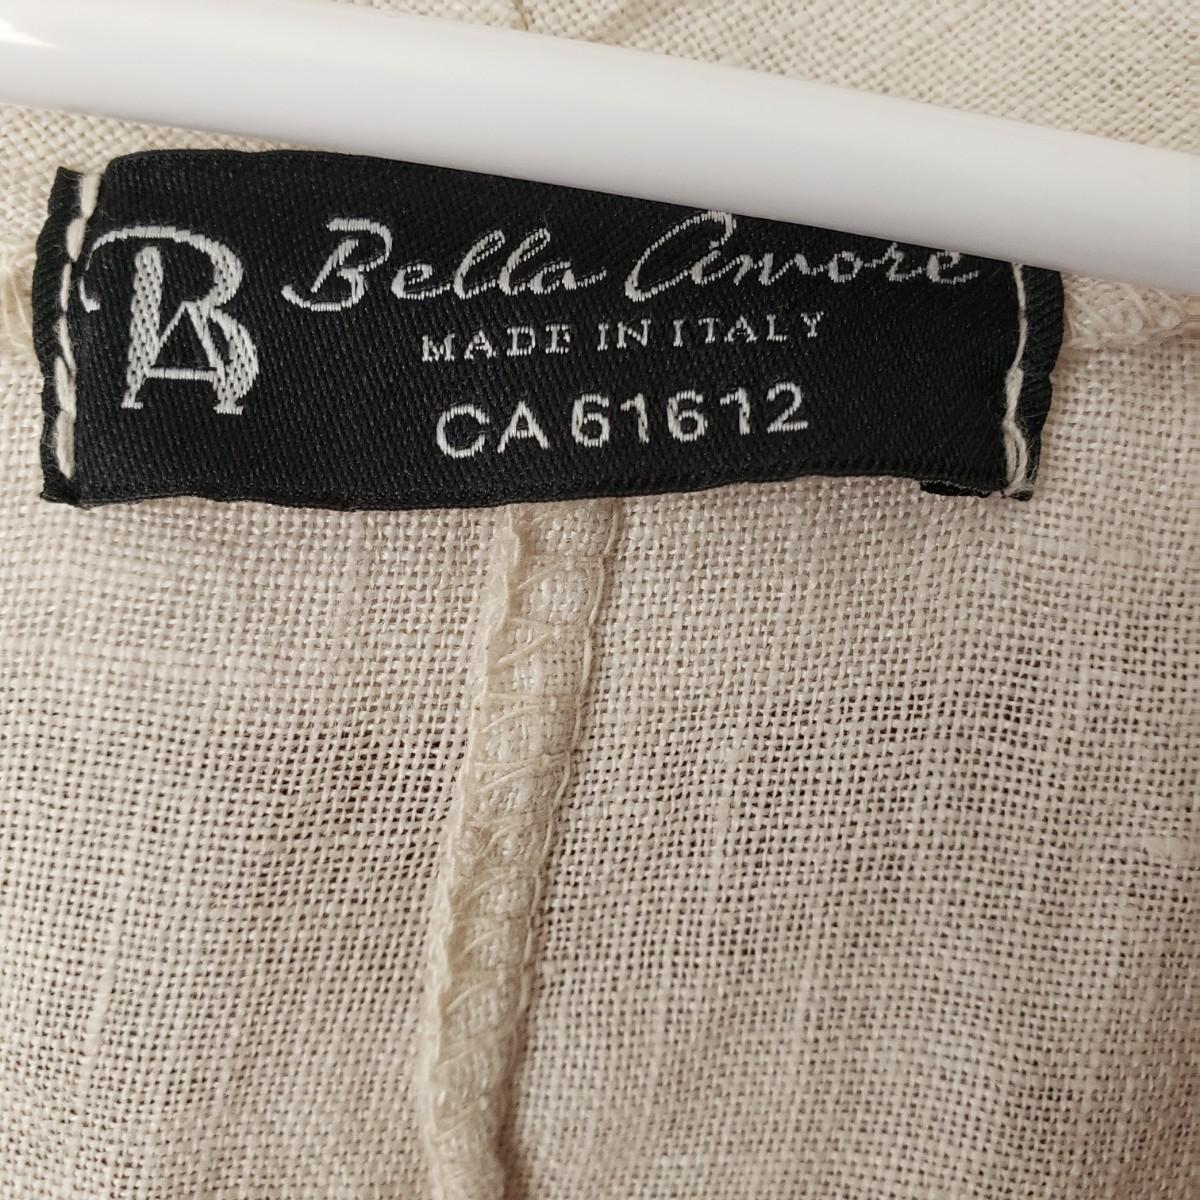 BA
Bella Amore
MADE IN ITALY
CA 61612